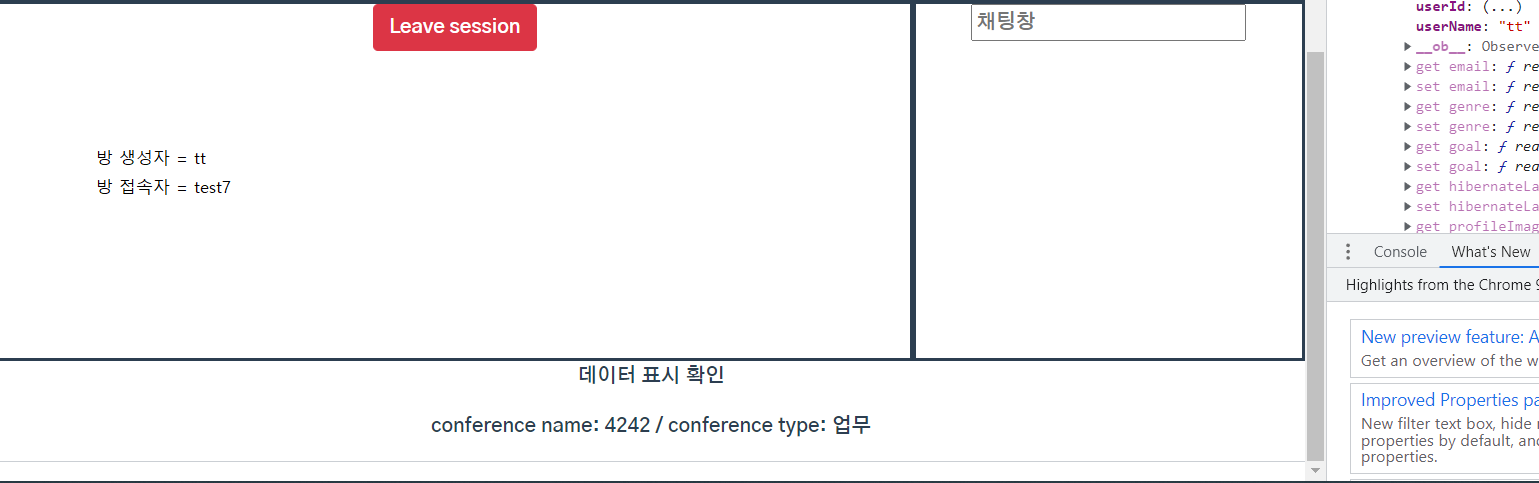 Leave session
채팅창
방 생성자 = tt
방 접속자 = test7
데이터 표시 확인
conference name: 4242 / conference type: 업무
userId: (...)
userName: "tt"
__ob__: Observe
get email: ƒ re
set email: ƒ re
get genre: ƒ re
set genre: ƒ re
get goal: ƒ rea
set goal: ƒ rea
get hibernateLa
set hibernateLa
get profileImag
Console What's New
Highlights from the Chrome 9
New preview feature: A
Get an overview of the w
Improved Properties pa
New filter text box, hide
properties by default, an
properties.